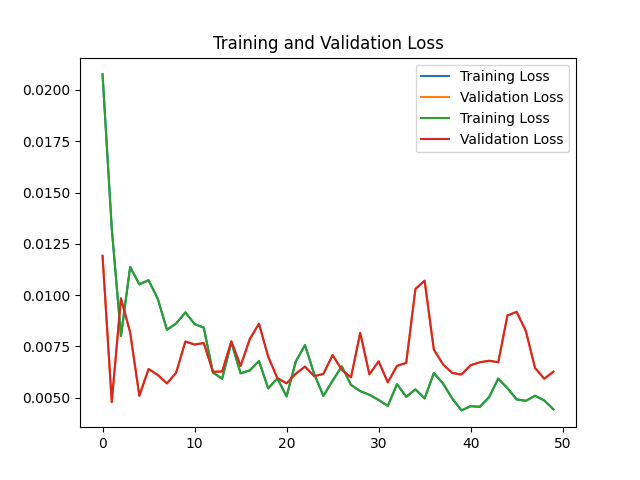 Training and Validation Loss
Training Loss
Validation Loss
Training Loss
Validation Loss
0.0200
0.0175
0.0150
0.0125
0.0100
0.0075
0.0050
0 10 20 30 40 50